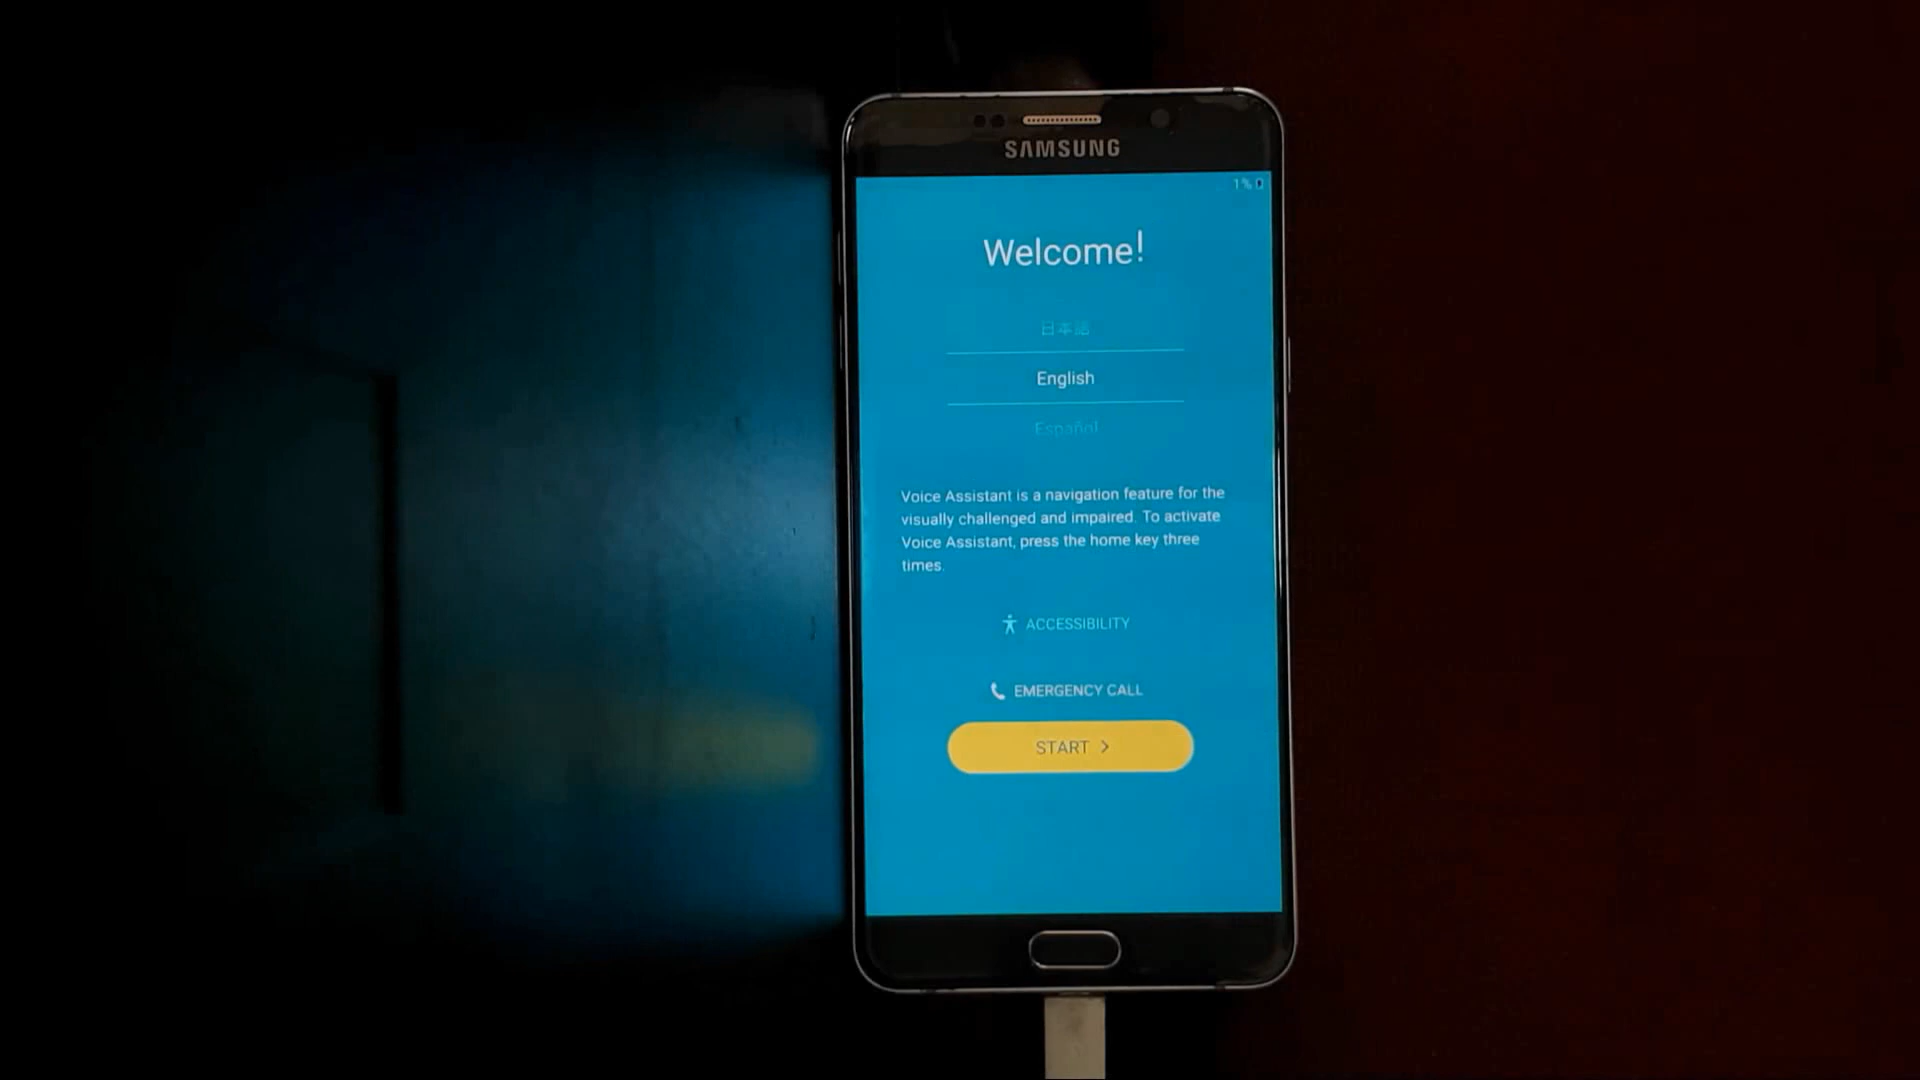 SAMSUNG
1%
Welcome!
日本語
English
Español
Voice Assistant is a navigation feature for the
visually challenged and impaired. To activate
Voice Assistant, press the home key three
times.
ACCESSIBILITY
EMERGENCY CALL
START